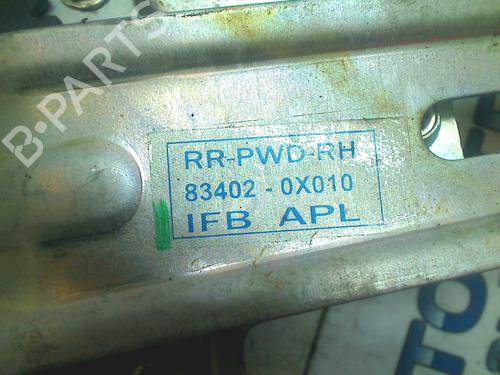 B-PARTS
RR-PWD-RH
83402-0X010
IFB APL